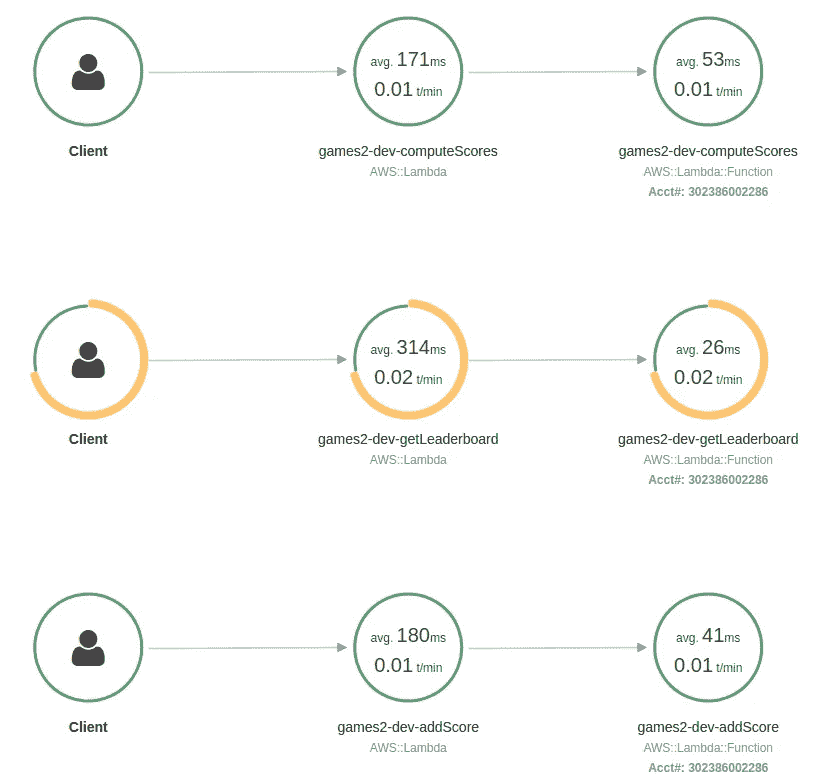 avg. 171ms
0.01 t/min
avg. 53ms
0.01 t/min
Client
games2-dev-computeScores
AWS::Lambda
games2-dev-computeScores
AWS::Lambda::Function
Acct#: 302386002286
avg. 314ms
0.02 t/min
avg. 26ms
0.02 t/min
Client
games2-dev-getLeaderboard
AWS::Lambda
games2-dev-getLeaderboard
AWS::Lambda::Function
Acct#: 302386002286
avg. 180ms
0.01 t/min
avg. 41ms
0.01 t/min
Client
games2-dev-addScore
AWS::Lambda
games2-dev-addScore
AWS::Lambda::Function
Acct#: 302386002286